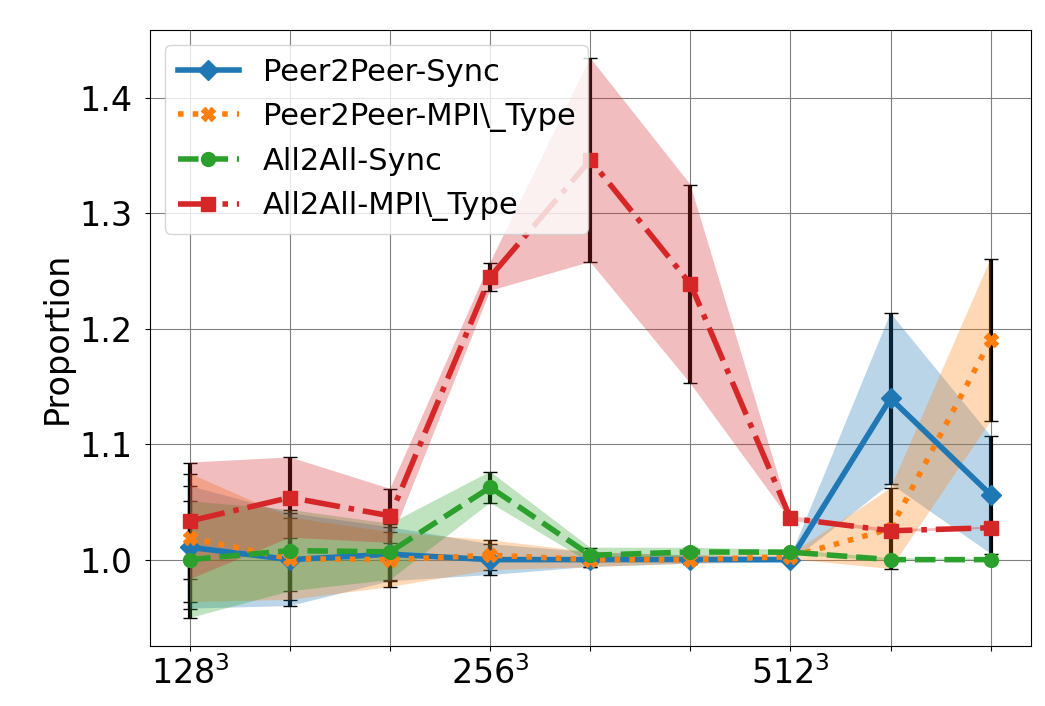 Peer2Peer-Sync
Peer2Peer-MPI\_Type
All2All-Sync
All2All-MPI\_Type
1.4
1.3
1.2
1.1
1.0
Proportion
128³ 256³ 512³